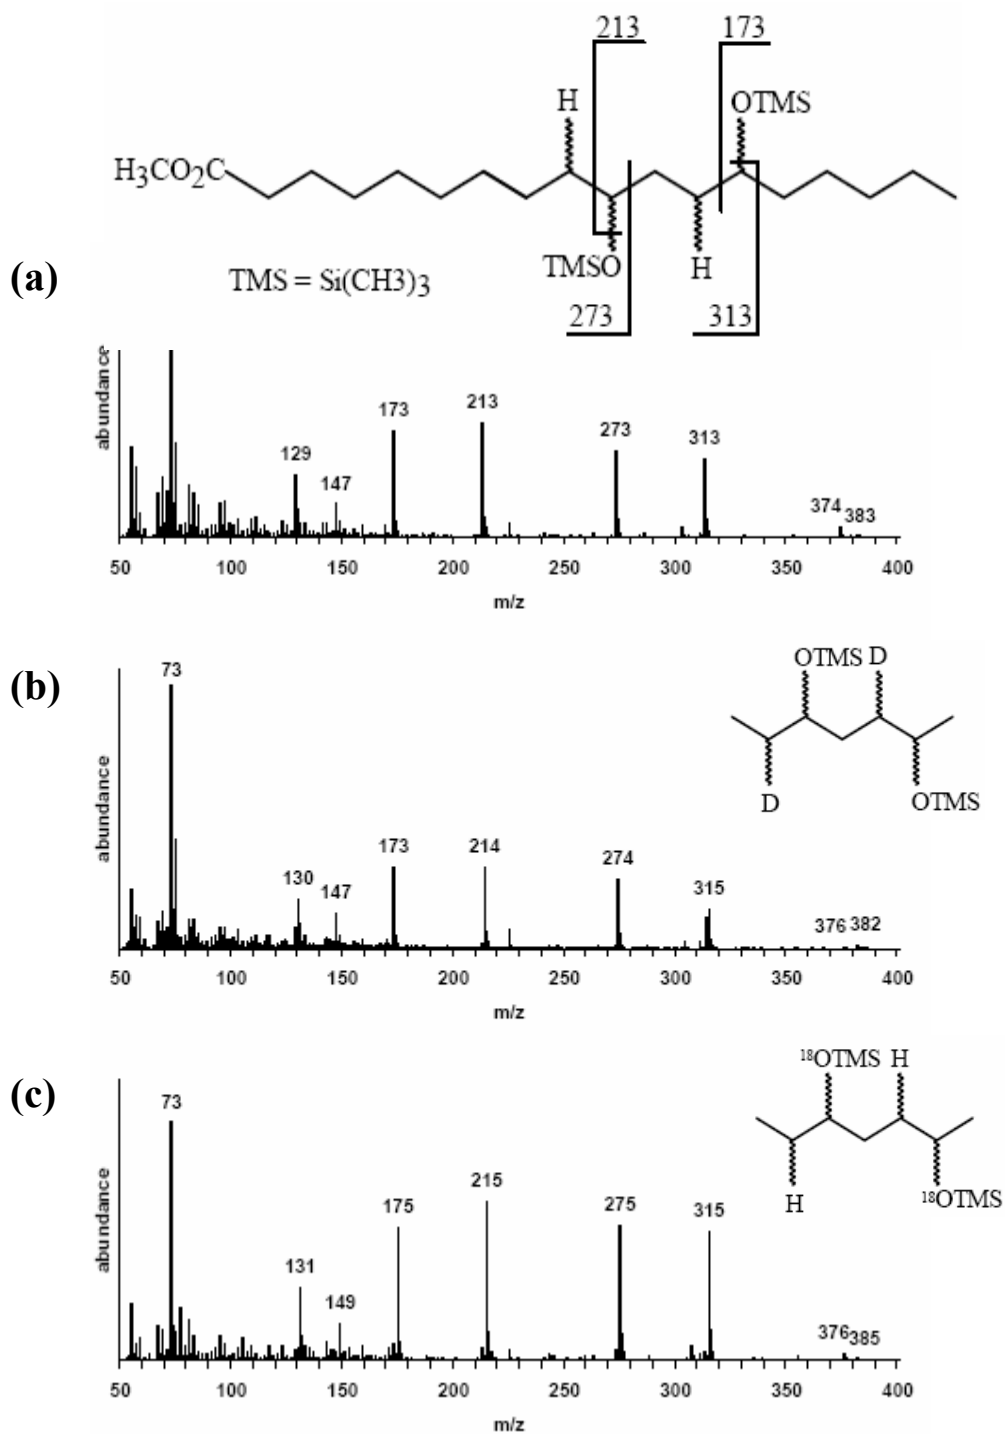 213 173
H OTMS
H₃CO₂C
TMSO H
(a) TMS = Si(CH3)₃
273 313
abundance
173 213 273 313
129 147 374 383
50 100 150 200 250 300 350 400
m/z
(b)
OTMS D
D OTMS
73
abundance
130 147 173 214 274 315 376 382
50 100 150 200 250 300 350 400
m/z
(c)
¹⁸OTMS H
H ¹⁸OTMS
73
abundance
131 149 175 215 275 315 376 385
50 100 150 200 250 300 350 400
m/z